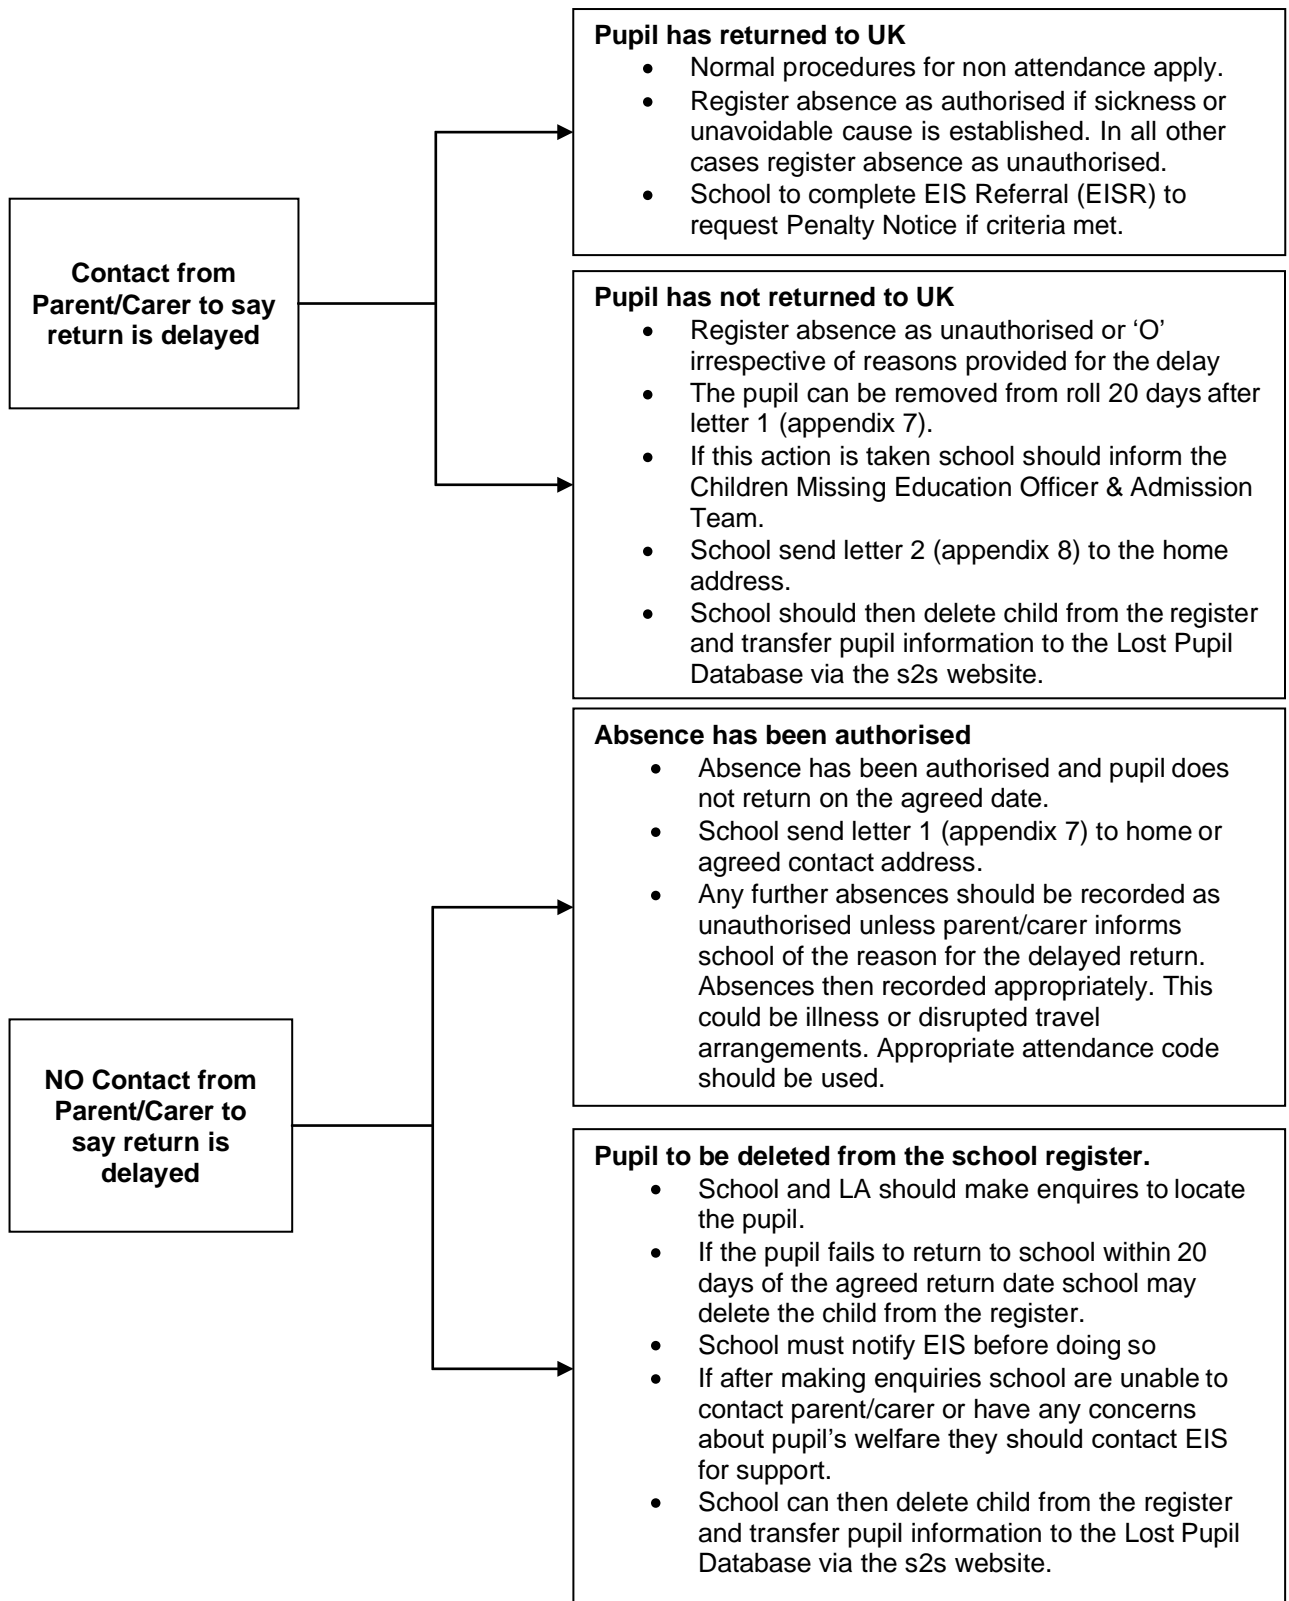 Contact from
Parent/Carer to say
return is delayed
Pupil has returned to UK
• Normal procedures for non attendance apply.
• Register absence as authorised if sickness or
unavoidable cause is established. In all other
cases register absence as unauthorised.
• School to complete EIS Referral (EISR) to
request Penalty Notice if criteria met.
Pupil has not returned to UK
• Register absence as unauthorised or ‘O’
irrespective of reasons provided for the delay
• The pupil can be removed from roll 20 days after
letter 1 (appendix 7).
• If this action is taken school should inform the
Children Missing Education Officer & Admission
Team.
• School send letter 2 (appendix 8) to the home
address.
• School should then delete child from the register
and transfer pupil information to the Lost Pupil
Database via the s2s website.
NO Contact from
Parent/Carer to
say return is
delayed
Absence has been authorised
• Absence has been authorised and pupil does
not return on the agreed date.
• School send letter 1 (appendix 7) to home or
agreed contact address.
• Any further absences should be recorded as
unauthorised unless parent/carer informs
school of the reason for the delayed return.
Absences then recorded appropriately. This
could be illness or disrupted travel
arrangements. Appropriate attendance code
should be used.
Pupil to be deleted from the school register.
• School and LA should make enquires to locate
the pupil.
• If the pupil fails to return to school within 20
days of the agreed return date school may
delete the child from the register.
• School must notify EIS before doing so
• If after making enquiries school are unable to
contact parent/carer or have any concerns
about pupil’s welfare they should contact EIS
for support.
• School can then delete child from the register
and transfer pupil information to the Lost Pupil
Database via the s2s website.